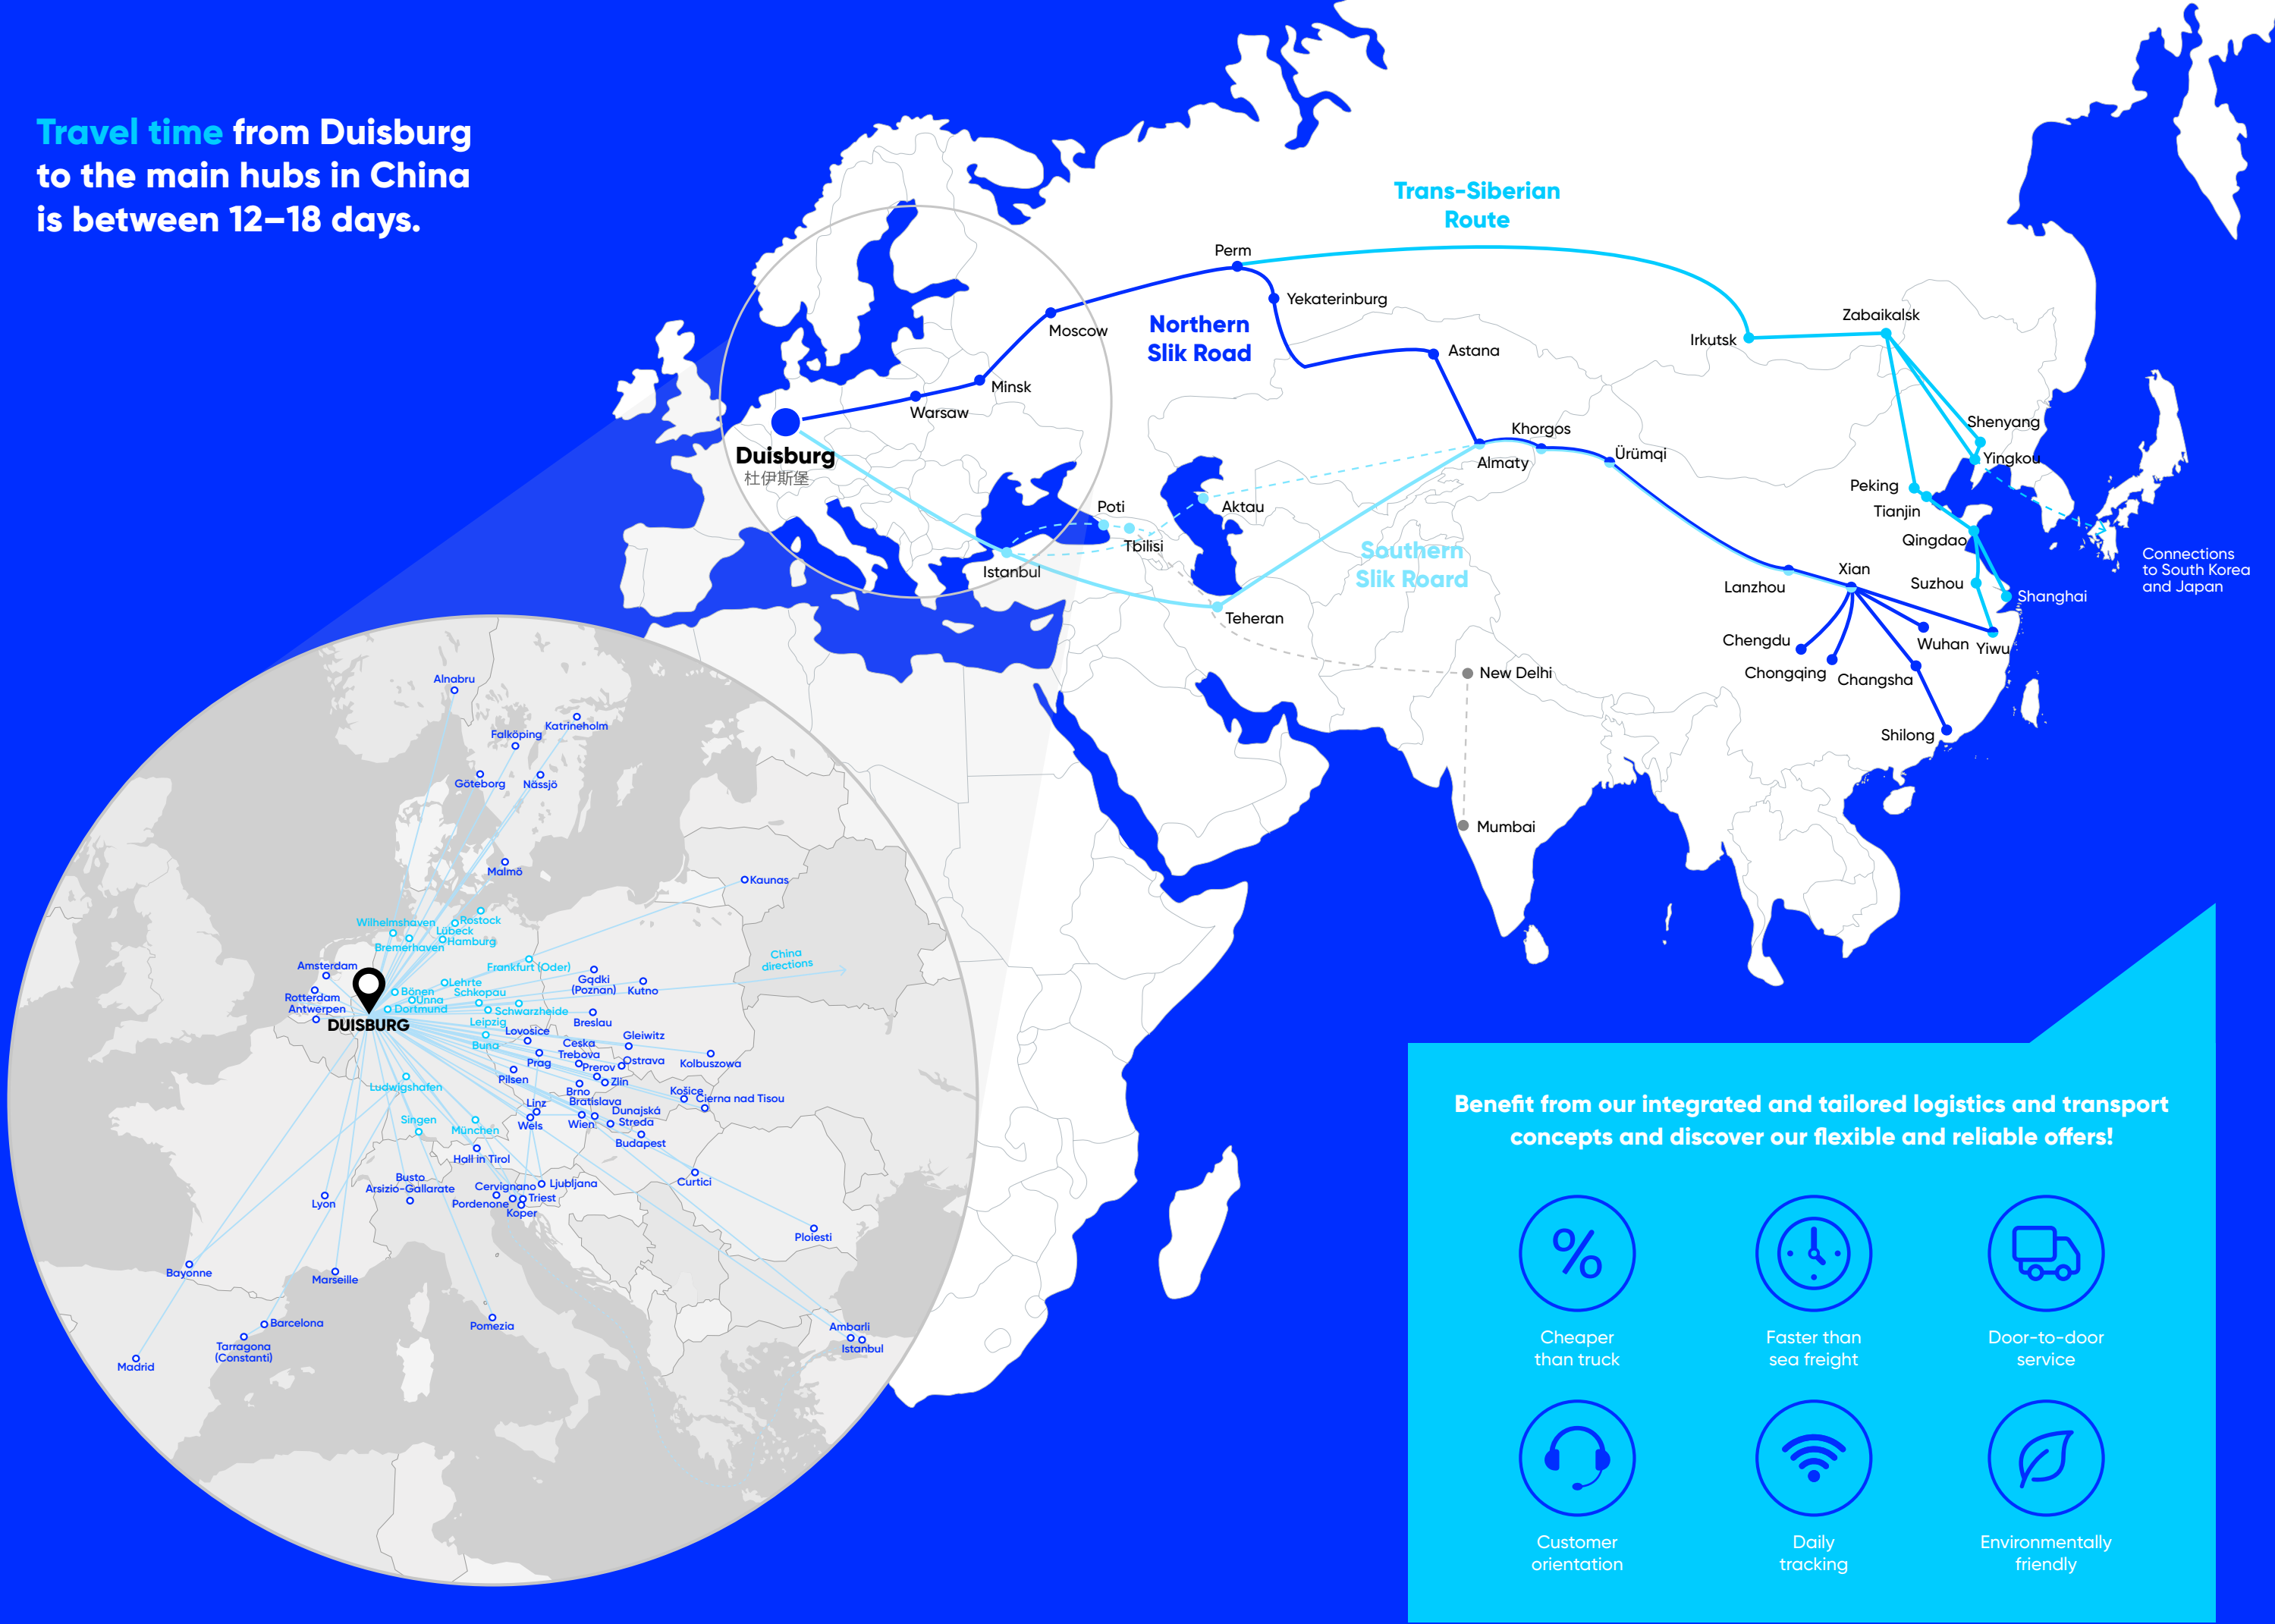 Travel time from Duisburg
to the main hubs in China
is between 12–18 days.
Trans-Siberian
Route
Perm
Yekaterinburg
Northern
Slik Road
Moscow
Minsk
Warsaw
Duisburg
杜伊斯堡
Astana
Irkutsk
Zabaikalsk
Shenyang
Yingkou
Khorgos
Almaty
Ürümqi
Peking
Tianjin
Qingdao
Poti
Tbilisi
Aktau
Istanbul
Southern
Slik Roard
Teheran
Lanzhou
Xian
Suzhou
Shanghai
Connections
to South Korea
and Japan
Chengdu
Chongqing
Changsha
Wuhan
Yiwu
Shilong
New Delhi
Mumbai
Alnabru
Katrineholm
Falköping
Göteborg
Nässjö
Malmö
Kaunas
Wilhelmshaven
Rostock
Lübeck
Hamburg
Bremerhaven
Amsterdam
Frankfurt (Oder)
China
directions
Rotterdam
Antwerpen
DUISBURG
Bönen
Unna
Dortmund
Lehrte
Schkopau
Schwarzheide
Leipzig
Buna
Gądki
(Poznan)
Kutno
Breslau
Lovosice
Prag
Pilsen
Ceska
Trebova
Gleiwitz
Ostrava
Prerov
Zlin
Brno
Kolbuszowa
Košice
Cierna nad Tisou
Bratislava
Wien
Dunajská
Streda
Budapest
Linz
Wels
Ludwigshafen
Singen
München
Hall in Tirol
Busto
Arsizio-Gallarate
Cervignano
Ljubljana
Pordenone
Triest
Koper
Curtici
Ploiesti
Lyon
Bayonne
Marseille
Barcelona
Tarragona
(Constanti)
Madrid
Pomezia
Ambarli
Istanbul
Benefit from our integrated and tailored logistics and transport
concepts and discover our flexible and reliable offers!
Cheaper
than truck
Faster than
sea freight
Door-to-door
service
Customer
orientation
Daily
tracking
Environmentally
friendly